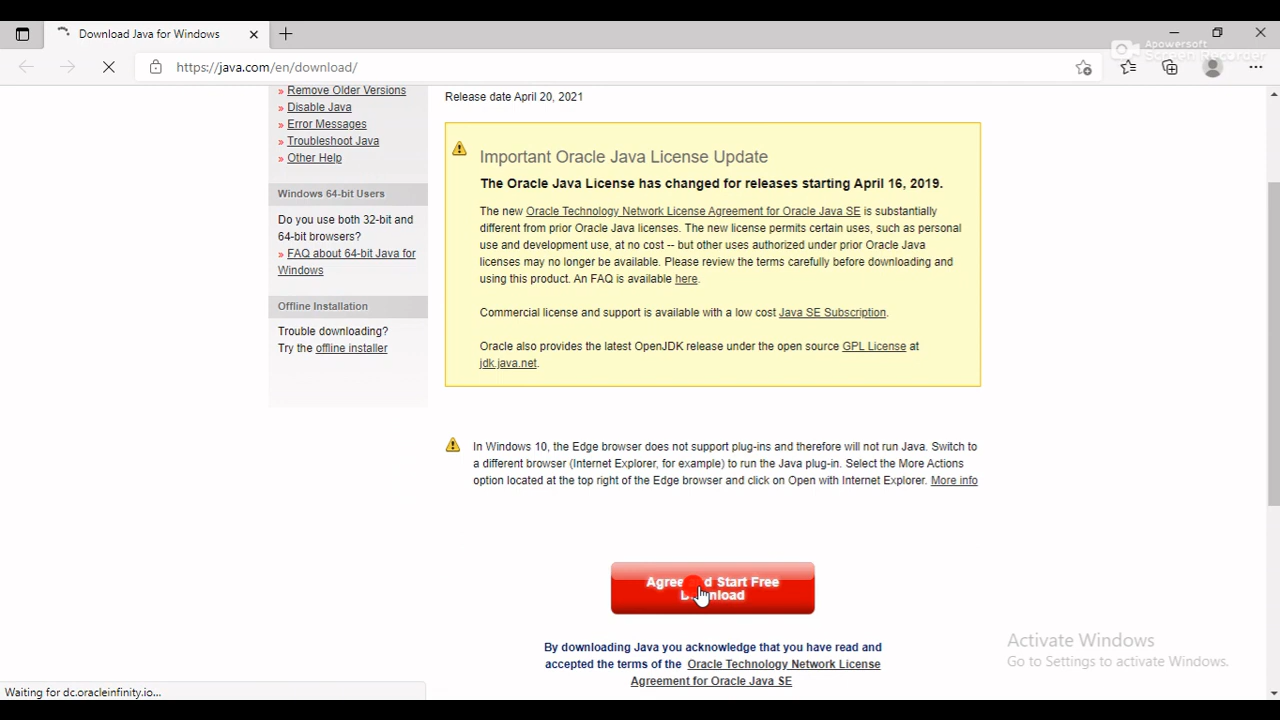 Download Java for Windows
https://java.com/en/download/
Apowersoft
Screen Recorder
» Remove Older Versions
» Disable Java
» Error Messages
» Troubleshoot Java
» Other Help
Windows 64-bit Users
Do you use both 32-bit and
64-bit browsers?
» FAQ about 64-bit Java for
Windows
Offline Installation
Trouble downloading?
Try the offline installer
Release date April 20, 2021
Important Oracle Java License Update
The Oracle Java License has changed for releases starting April 16, 2019.
The new Oracle Technology Network License Agreement for Oracle Java SE is substantially
different from prior Oracle Java licenses. The new license permits certain uses, such as personal
use and development use, at no cost -- but other uses authorized under prior Oracle Java
licenses may no longer be available. Please review the terms carefully before downloading and
using this product. An FAQ is available here.
Commercial license and support is available with a low cost Java SE Subscription.
Oracle also provides the latest OpenJDK release under the open source GPL License at
jdk.java.net.
In Windows 10, the Edge browser does not support plug-ins and therefore will not run Java. Switch to
a different browser (Internet Explorer, for example) to run the Java plug-in. Select the More Actions
option located at the top right of the Edge browser and click on Open with Internet Explorer. More info
Agree and Start Free
Download
By downloading Java you acknowledge that you have read and
accepted the terms of the Oracle Technology Network License
Agreement for Oracle Java SE
Activate Windows
Go to Settings to activate Windows.
Waiting for dc.oracleinfinity.io...